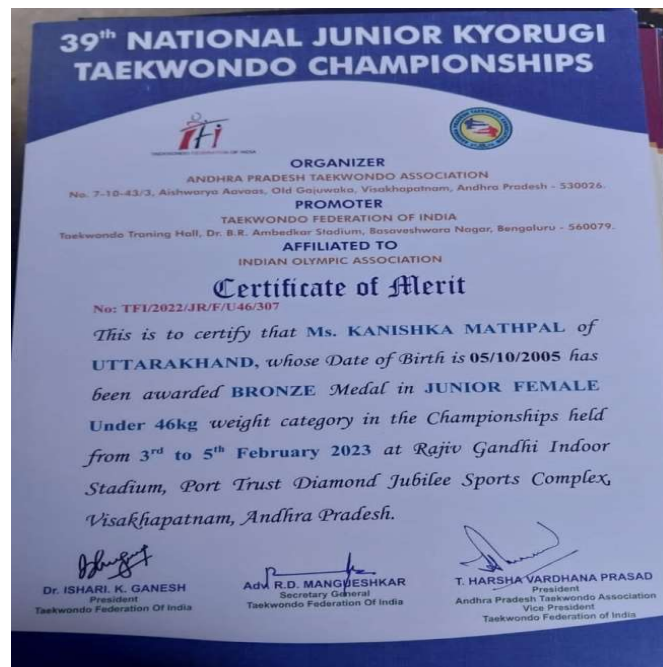 39th NATIONAL JUNIOR KYORUGI
TAEKWONDO CHAMPIONSHIPS
TFI
TAEKWONDO FEDERATION OF INDIA
ORGANIZER
ANDHRA PRADESH TAEKWONDO ASSOCIATION
No. 7-10-43/3, Aishwarya Aavaas, Old Gajuwaka, Visakhapatnam, Andhra Pradesh - 530026.
PROMOTER
TAEKWONDO FEDERATION OF INDIA
Taekwondo Traning Hall, Dr. B.R. Ambedkar Stadium, Basaveshwara Nagar, Bengaluru - 560079.
AFFILIATED TO
INDIAN OLYMPIC ASSOCIATION
Certificate of Merit
No: TFI/2022/JR/F/U46/307
This is to certify that Ms. KANISHKA MATHPAL of
UTTARAKHAND, whose Date of Birth is 05/10/2005 has
been awarded BRONZE Medal in JUNIOR FEMALE
Under 46kg weight category in the Championships held
from 3rd to 5th February 2023 at Rajiv Gandhi Indoor
Stadium, Port Trust Diamond Jubilee Sports Complex,
Visakhapatnam, Andhra Pradesh.
Dr. ISHARI. K. GANESH
President
Taekwondo Federation Of India
Adv. R.D. MANGUESHKAR
Secretary General
Taekwondo Federation Of India
T. HARSHA VARDHANA PRASAD
President
Andhra Pradesh Taekwondo Association
Vice President
Taekwondo Federation of India